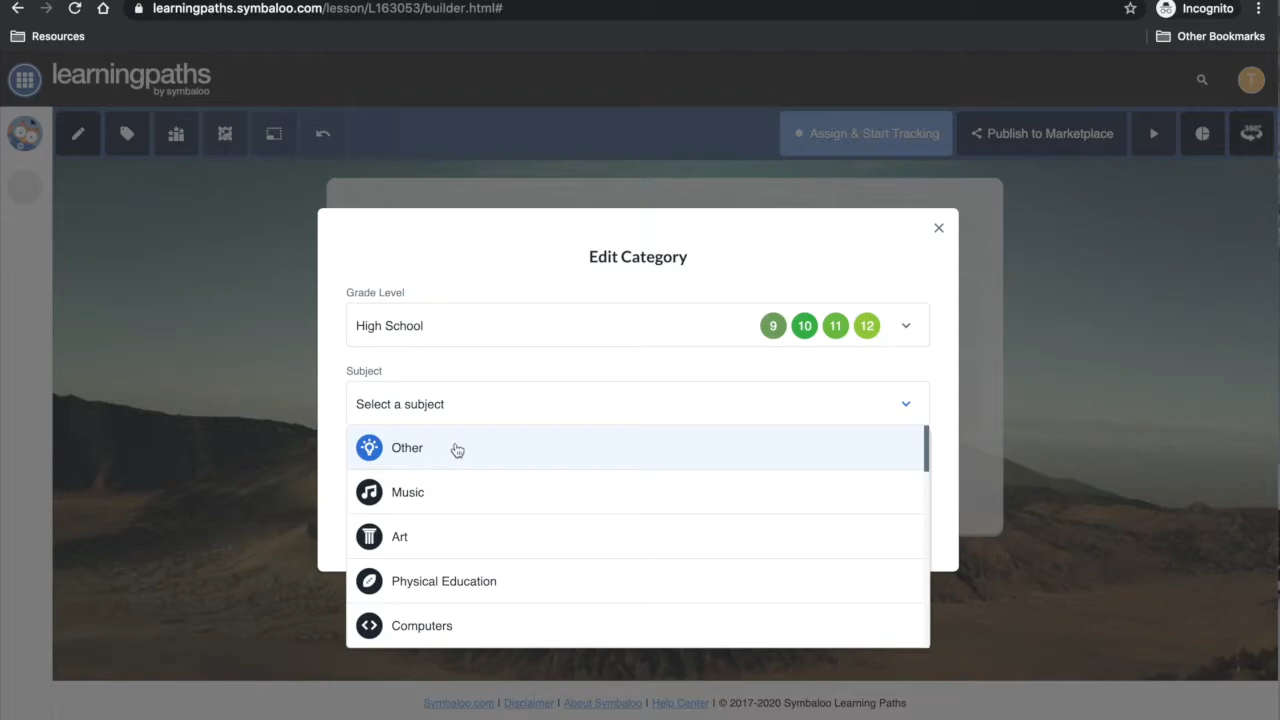 learningpaths.symbaloo.com/lesson/L163053/builder.html#
Incognito
Resources
Other Bookmarks
learningpaths
by symbaloo
T
Assign & Start Tracking
Publish to Marketplace
365
Edit Category
Grade Level
High School 9 10 11 12
Subject
Select a subject
Other
Music
Art
Physical Education
Computers
Symbaloo.com | Disclaimer | About Symbaloo | Help Center | © 2017-2020 Symbaloo Learning Paths